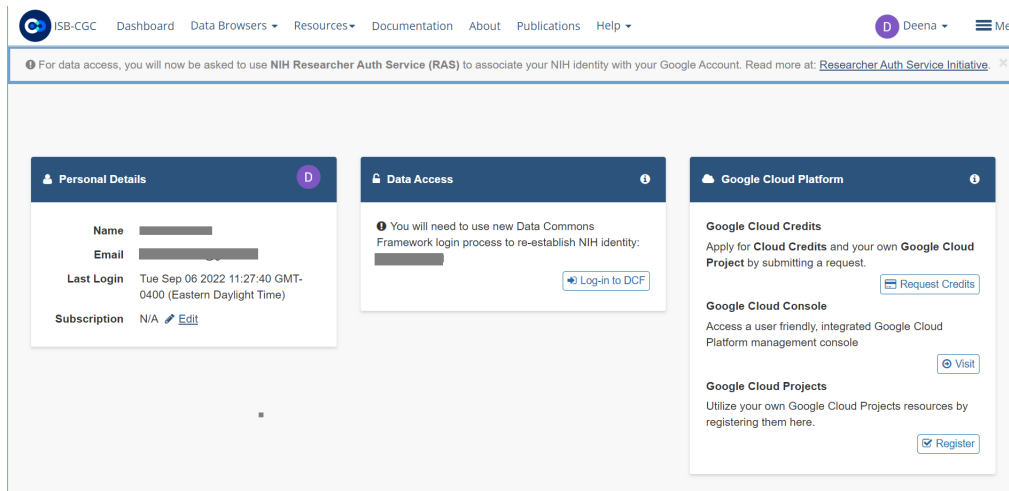 ISB-CGC Dashboard Data Browsers Resources Documentation About Publications Help D Deena Me
For data access, you will now be asked to use NIH Researcher Auth Service (RAS) to associate your NIH identity with your Google Account. Read more at: Researcher Auth Service Initiative. ×
Personal Details D
Name
Email
Last Login Tue Sep 06 2022 11:27:40 GMT-
0400 (Eastern Daylight Time)
Subscription N/A Edit
Data Access
You will need to use new Data Commons
Framework login process to re-establish NIH identity:
Log-in to DCF
Google Cloud Platform
Google Cloud Credits
Apply for Cloud Credits and your own Google Cloud
Project by submitting a request.
Request Credits
Google Cloud Console
Access a user friendly, integrated Google Cloud
Platform management console
Visit
Google Cloud Projects
Utilize your own Google Cloud Projects resources by
registering them here.
Register